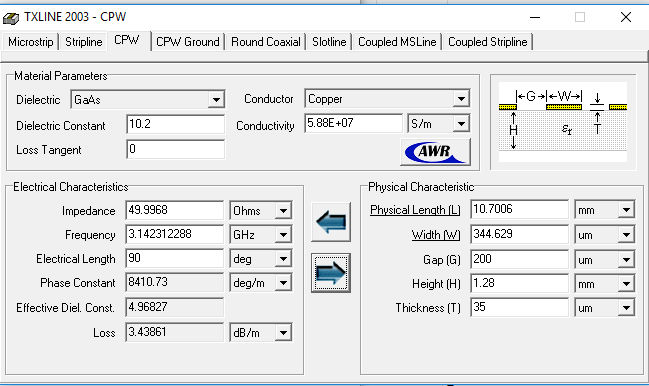 TXLINE 2003 - CPW
Microstrip Stripline CPW CPW Ground Round Coaxial Slotline Coupled MSLine Coupled Stripline
Material Parameters
Dielectric GaAs Conductor Copper
Dielectric Constant 10.2 Conductivity 5.88E+07 S/m
Loss Tangent 0 AWR
G W
H εr T
Electrical Characteristics
Impedance 49.9968 Ohms
Frequency 3.142312288 GHz
Electrical Length 90 deg
Phase Constant 8410.73 deg/m
Effective Diel. Const. 4.96827
Loss 3.43861 dB/m
Physical Characteristic
Physical Length (L) 10.7006 mm
Width (W) 344.629 um
Gap (G) 200 um
Height (H) 1.28 mm
Thickness (T) 35 um